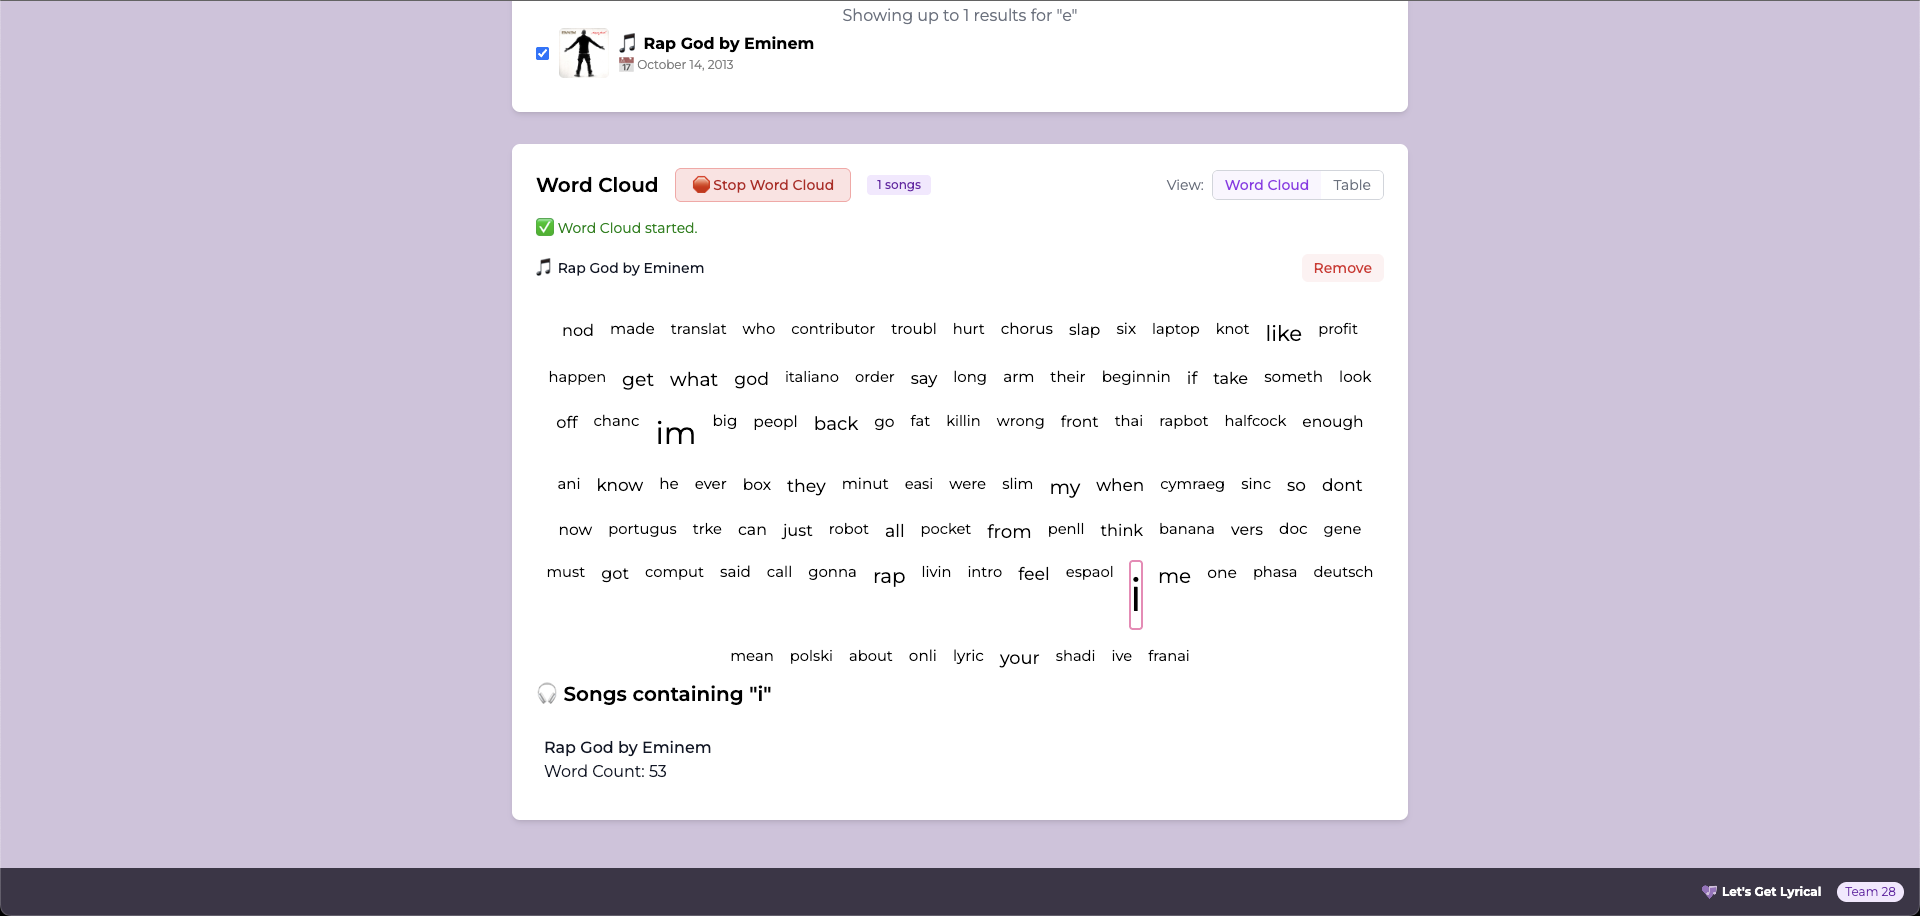 Showing up to 1 results for "e"
🎵 Rap God by Eminem
📅 October 14, 2013
Word Cloud
🛑 Stop Word Cloud
1 songs
View:
Word Cloud
Table
✅ Word Cloud started.
🎵 Rap God by Eminem
Remove
nod made translat who contributor troubl hurt chorus slap six laptop knot like profit
happen get what god italiano order say long arm their beginnin if take someth look
off chanc im big peopl back go fat killin wrong front thai rapbot halfcock enough
ani know he ever box they minut easi were slim my when cymraeg sinc so dont
now portugus trke can just robot all pocket from penll think banana vers doc gene
must got comput said call gonna rap livin intro feel espaol i me one phasa deutsch
mean polski about onli lyric your shadi ive franai
🎧 Songs containing "i"
Rap God by Eminem
Word Count: 53
Let's Get Lyrical
Team 28